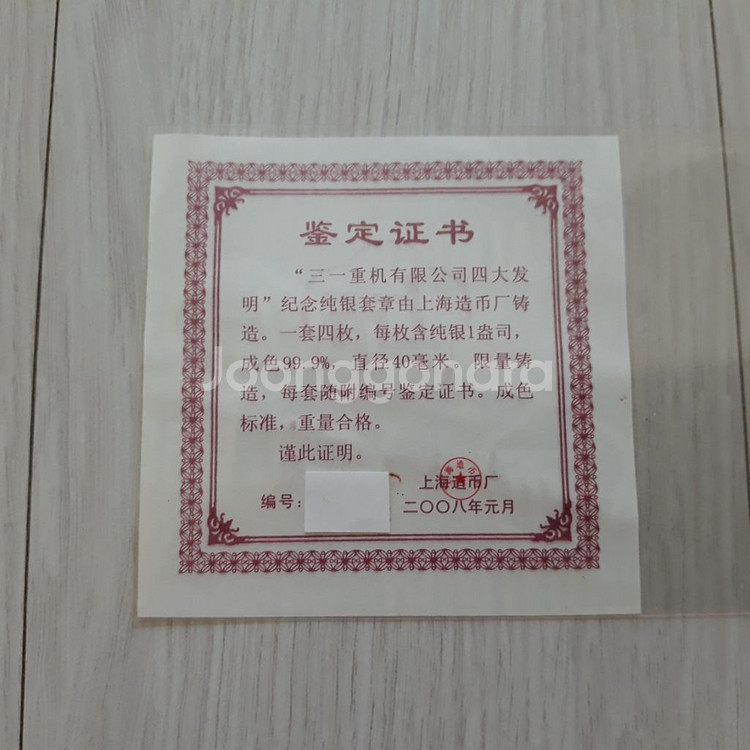 鉴定证书
“三一重机有限公司四大发
明”纪念纯银套章由上海造币厂铸
造。一套四枚，每枚含纯银1盎司，
成色99.9%，直径40毫米。限量铸
造，每套随附编号鉴定证书。成色
标准，重量合格。
谨此证明。
上海造币厂
编号：
二〇〇八年元月
Joonggonara